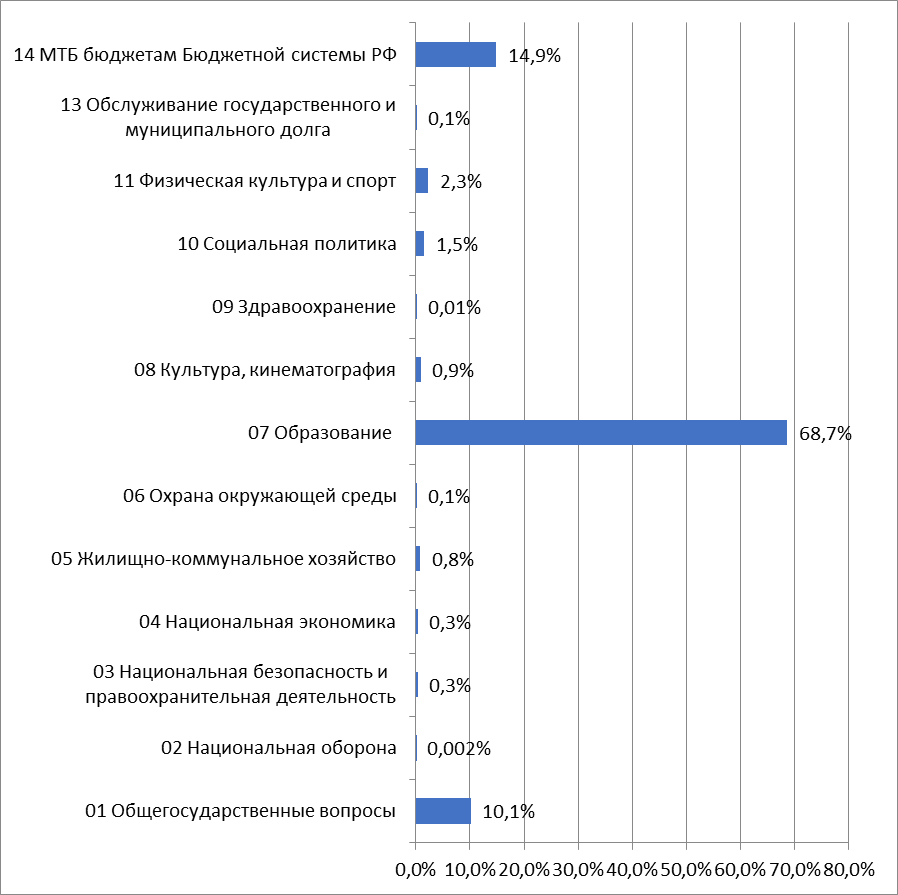 14 МТБ бюджетам Бюджетной системы РФ
14,9%
13 Обслуживание государственного и
муниципального долга
0,1%
11 Физическая культура и спорт
2,3%
10 Социальная политика
1,5%
09 Здравоохранение
0,01%
08 Культура, кинематография
0,9%
07 Образование
68,7%
06 Охрана окружающей среды
0,1%
05 Жилищно-коммунальное хозяйство
0,8%
04 Национальная экономика
0,3%
03 Национальная безопасность и
правоохранительная деятельность
0,3%
02 Национальная оборона
0,002%
01 Общегосударственные вопросы
10,1%
0,0% 10,0% 20,0% 30,0% 40,0% 50,0% 60,0% 70,0% 80,0%